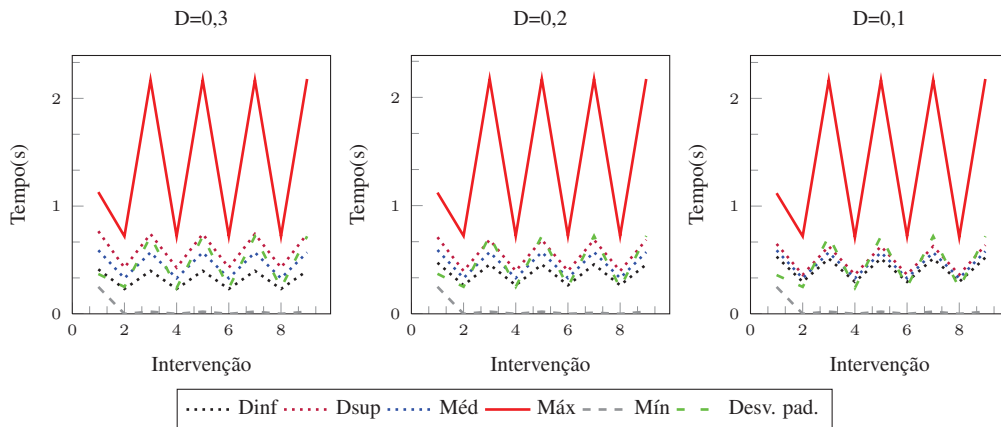 D=0,3
D=0,2
D=0,1
Tempo(s)
2
1
0
0 2 4 6 8
Intervenção
Tempo(s)
2
1
0
0 2 4 6 8
Intervenção
Tempo(s)
2
1
0
0 2 4 6 8
Intervenção
Dinf Dsup Méd Máx Mín Desv. pad.